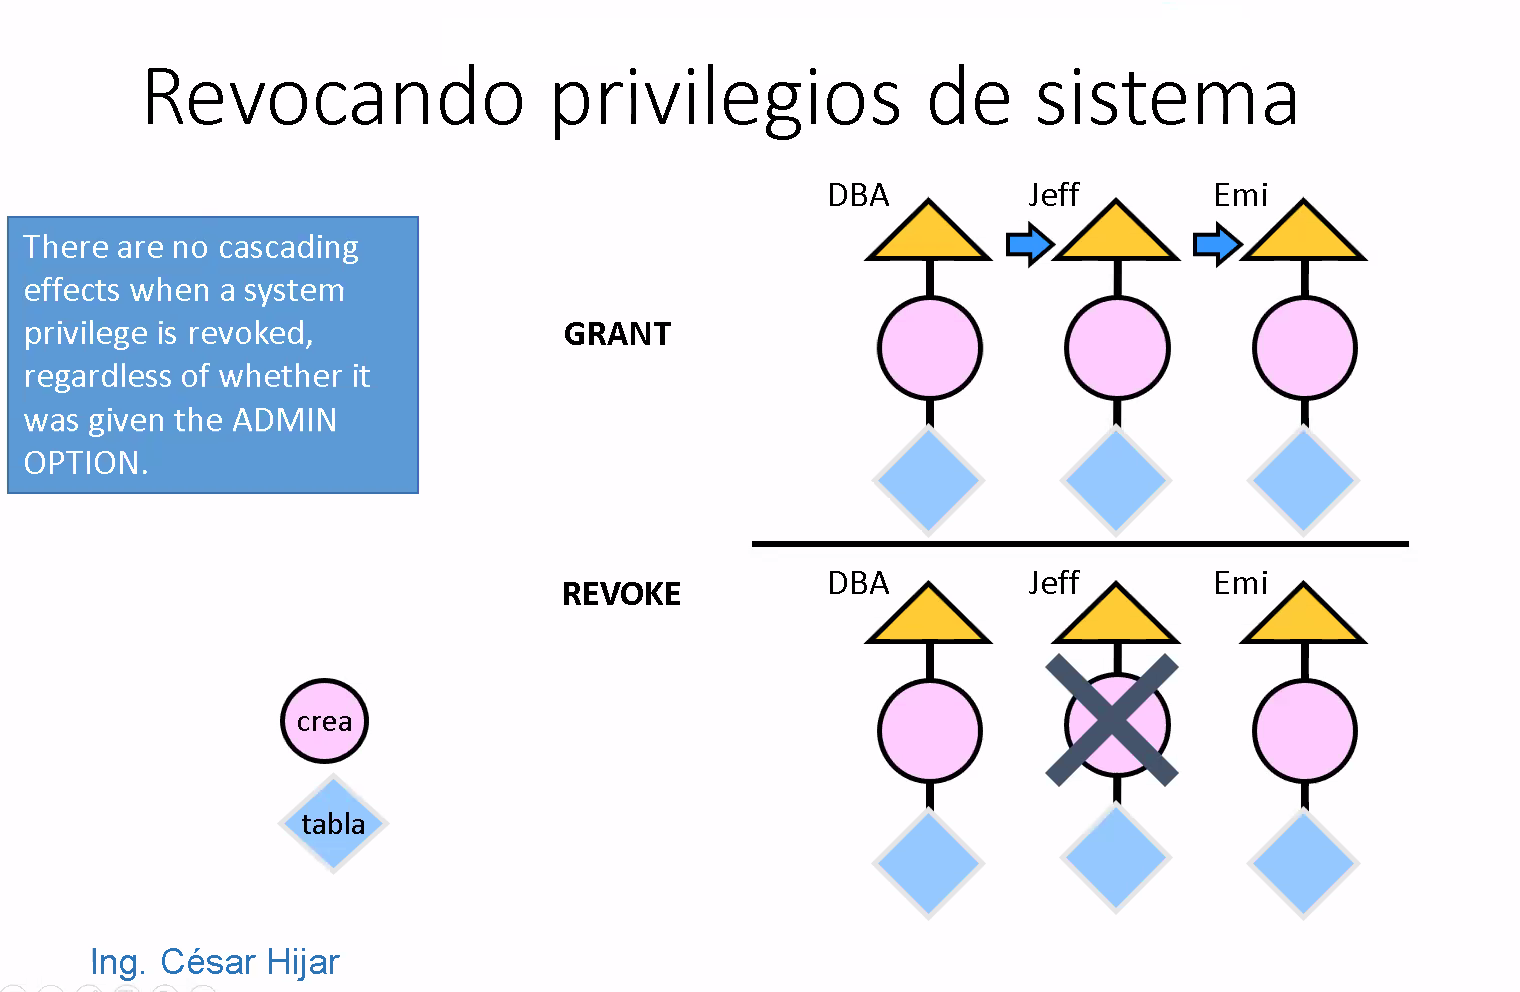 Revocando privilegios de sistema
There are no cascading
effects when a system
privilege is revoked,
regardless of whether it
was given the ADMIN
OPTION.
GRANT
DBA
Jeff
Emi
REVOKE
DBA
Jeff
Emi
crea
tabla
Ing. César Hijar